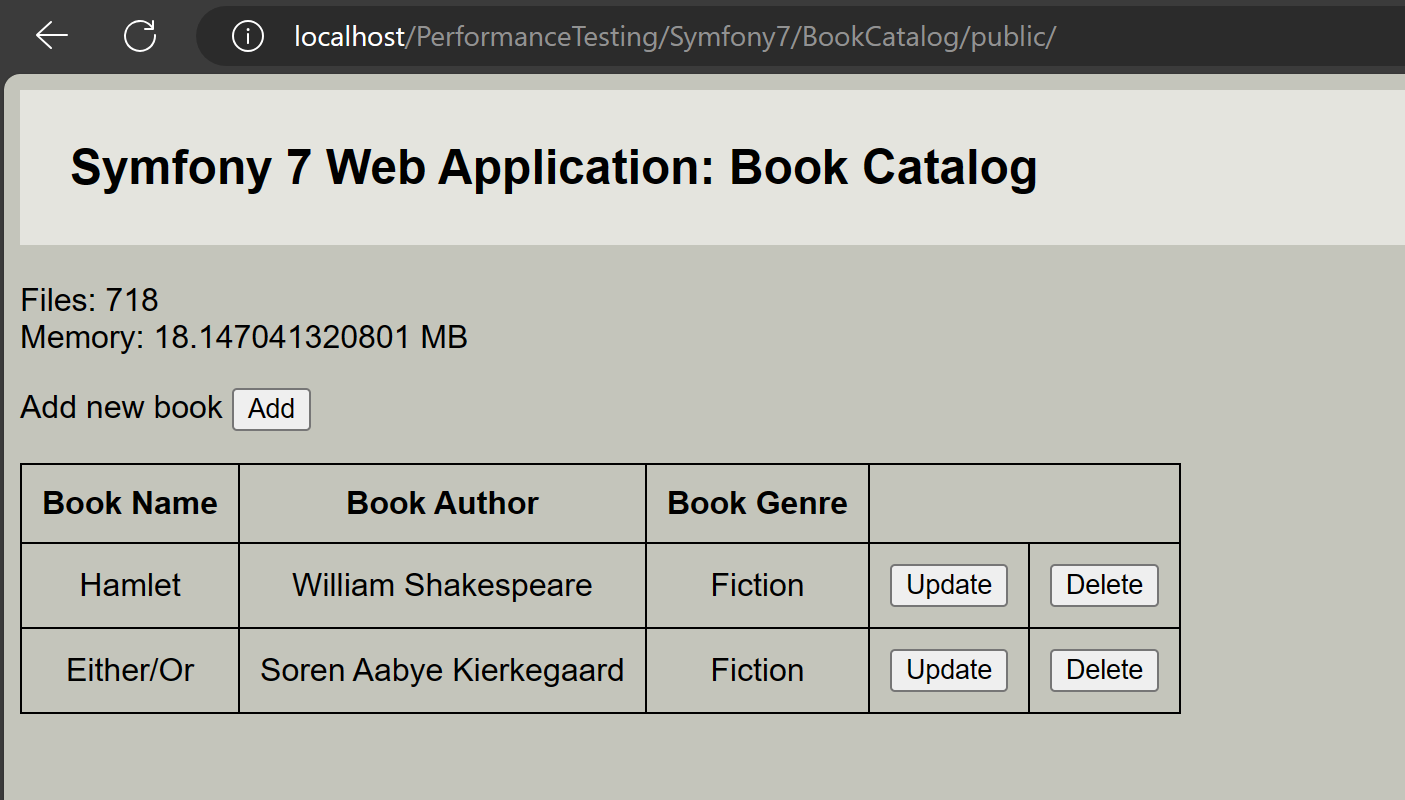 localhost/PerformanceTesting/Symfony7/BookCatalog/public/
Symfony 7 Web Application: Book Catalog
Files: 718
Memory: 18.147041320801 MB
Add new book Add
Book Name Book Author Book Genre
Hamlet William Shakespeare Fiction Update Delete
Either/Or Soren Aabye Kierkegaard Fiction Update Delete